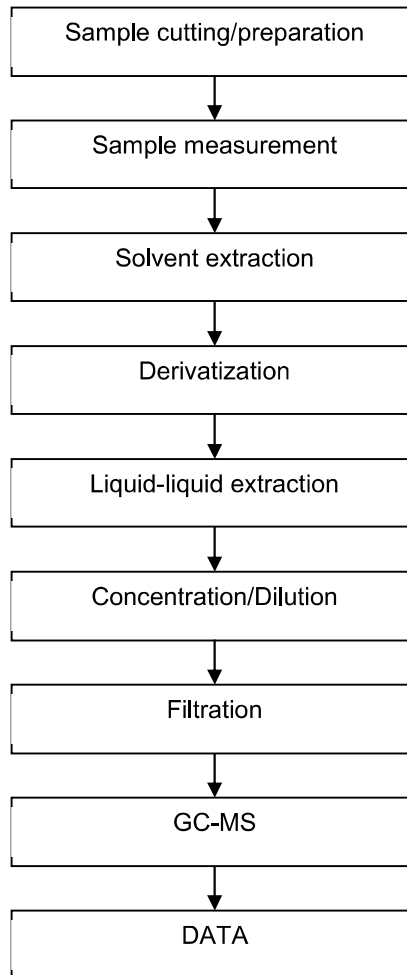 Sample cutting/preparation
Sample measurement
Solvent extraction
Derivatization
Liquid-liquid extraction
Concentration/Dilution
Filtration
GC-MS
DATA